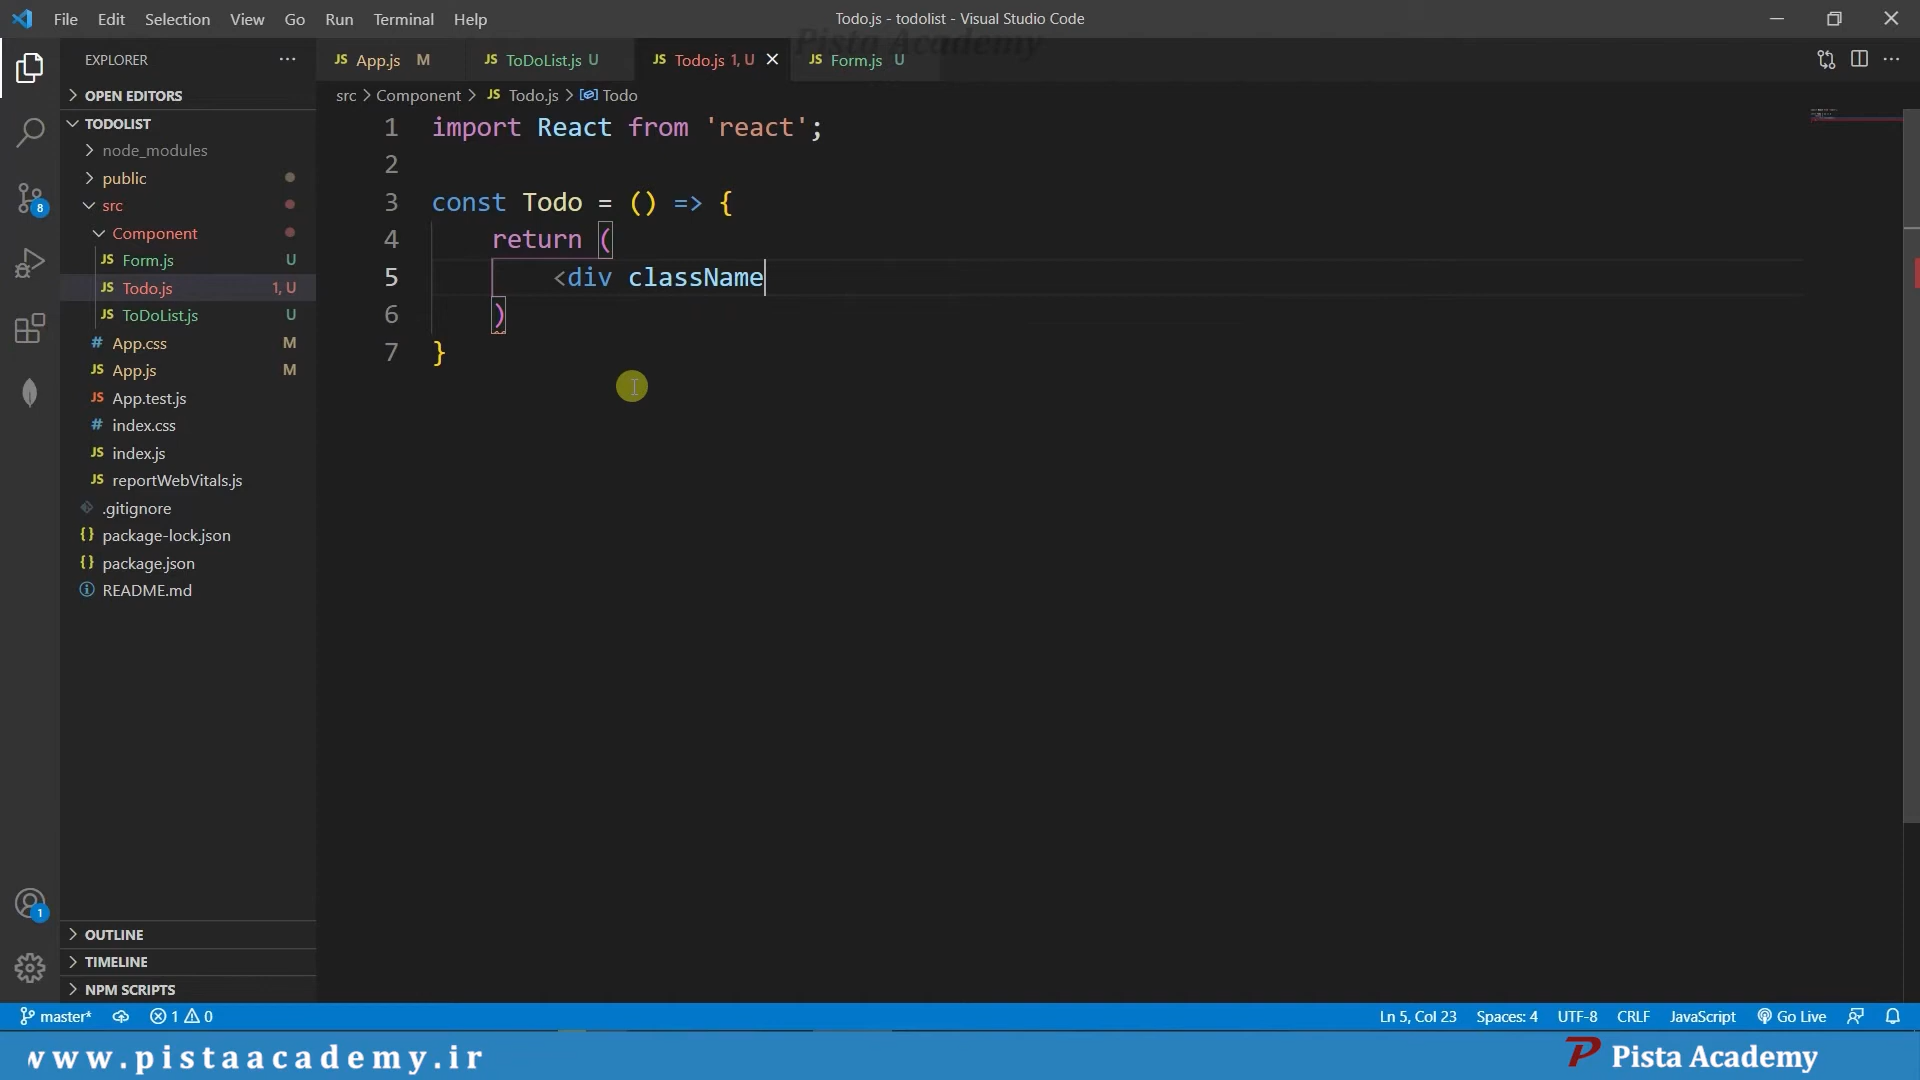 File Edit Selection View Go Run Terminal Help
Todo.js - todolist - Visual Studio Code
Pista Academy
EXPLORER
JS App.js M
JS ToDoList.js U
JS Todo.js 1, U
JS Form.js U
OPEN EDITORS
src > Component > JS Todo.js > Todo
TODOLIST
node_modules
public
src
Component
JS Form.js U
JS Todo.js 1, U
JS ToDoList.js U
# App.css M
JS App.js M
JS App.test.js
# index.css
JS index.js
JS reportWebVitals.js
.gitignore
{} package-lock.json
{} package.json
README.md
8
1
OUTLINE
TIMELINE
NPM SCRIPTS
1 import React from 'react';
2
3 const Todo = () => {
4 return (
5 <div className
6 )
7 }
master* 1 0
Ln 5, Col 23 Spaces: 4 UTF-8 CRLF JavaScript Go Live
www.pistaacademy.ir
P Pista Academy